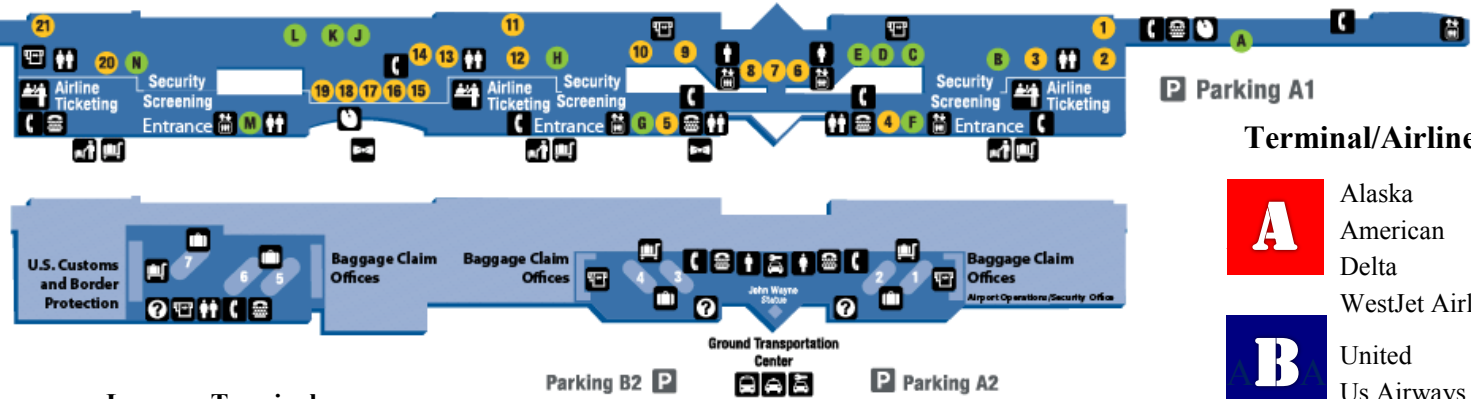 21
L
K
J
11
1
A
20
N
14
13
12
H
10
9
8
7
6
E
D
C
B
3
2
Airline
Ticketing
Security
Screening
Entrance
M
19
18
17
16
15
Airline
Ticketing
Security
Screening
Entrance
G
5
4
F
Security
Screening
Entrance
Airline
Ticketing
P Parking A1
Terminal/Airline
A
Alaska
American
Delta
WestJet Airl
B
United
Us Airways
U.S. Customs
and Border
Protection
7
6
5
Baggage Claim
Offices
Baggage Claim
Offices
4
3
John Wayne
Statue
2
1
Baggage Claim
Offices
Airport Operations/Security Office
?
?
?
Ground Transportation
Center
Parking B2 P
P Parking A2